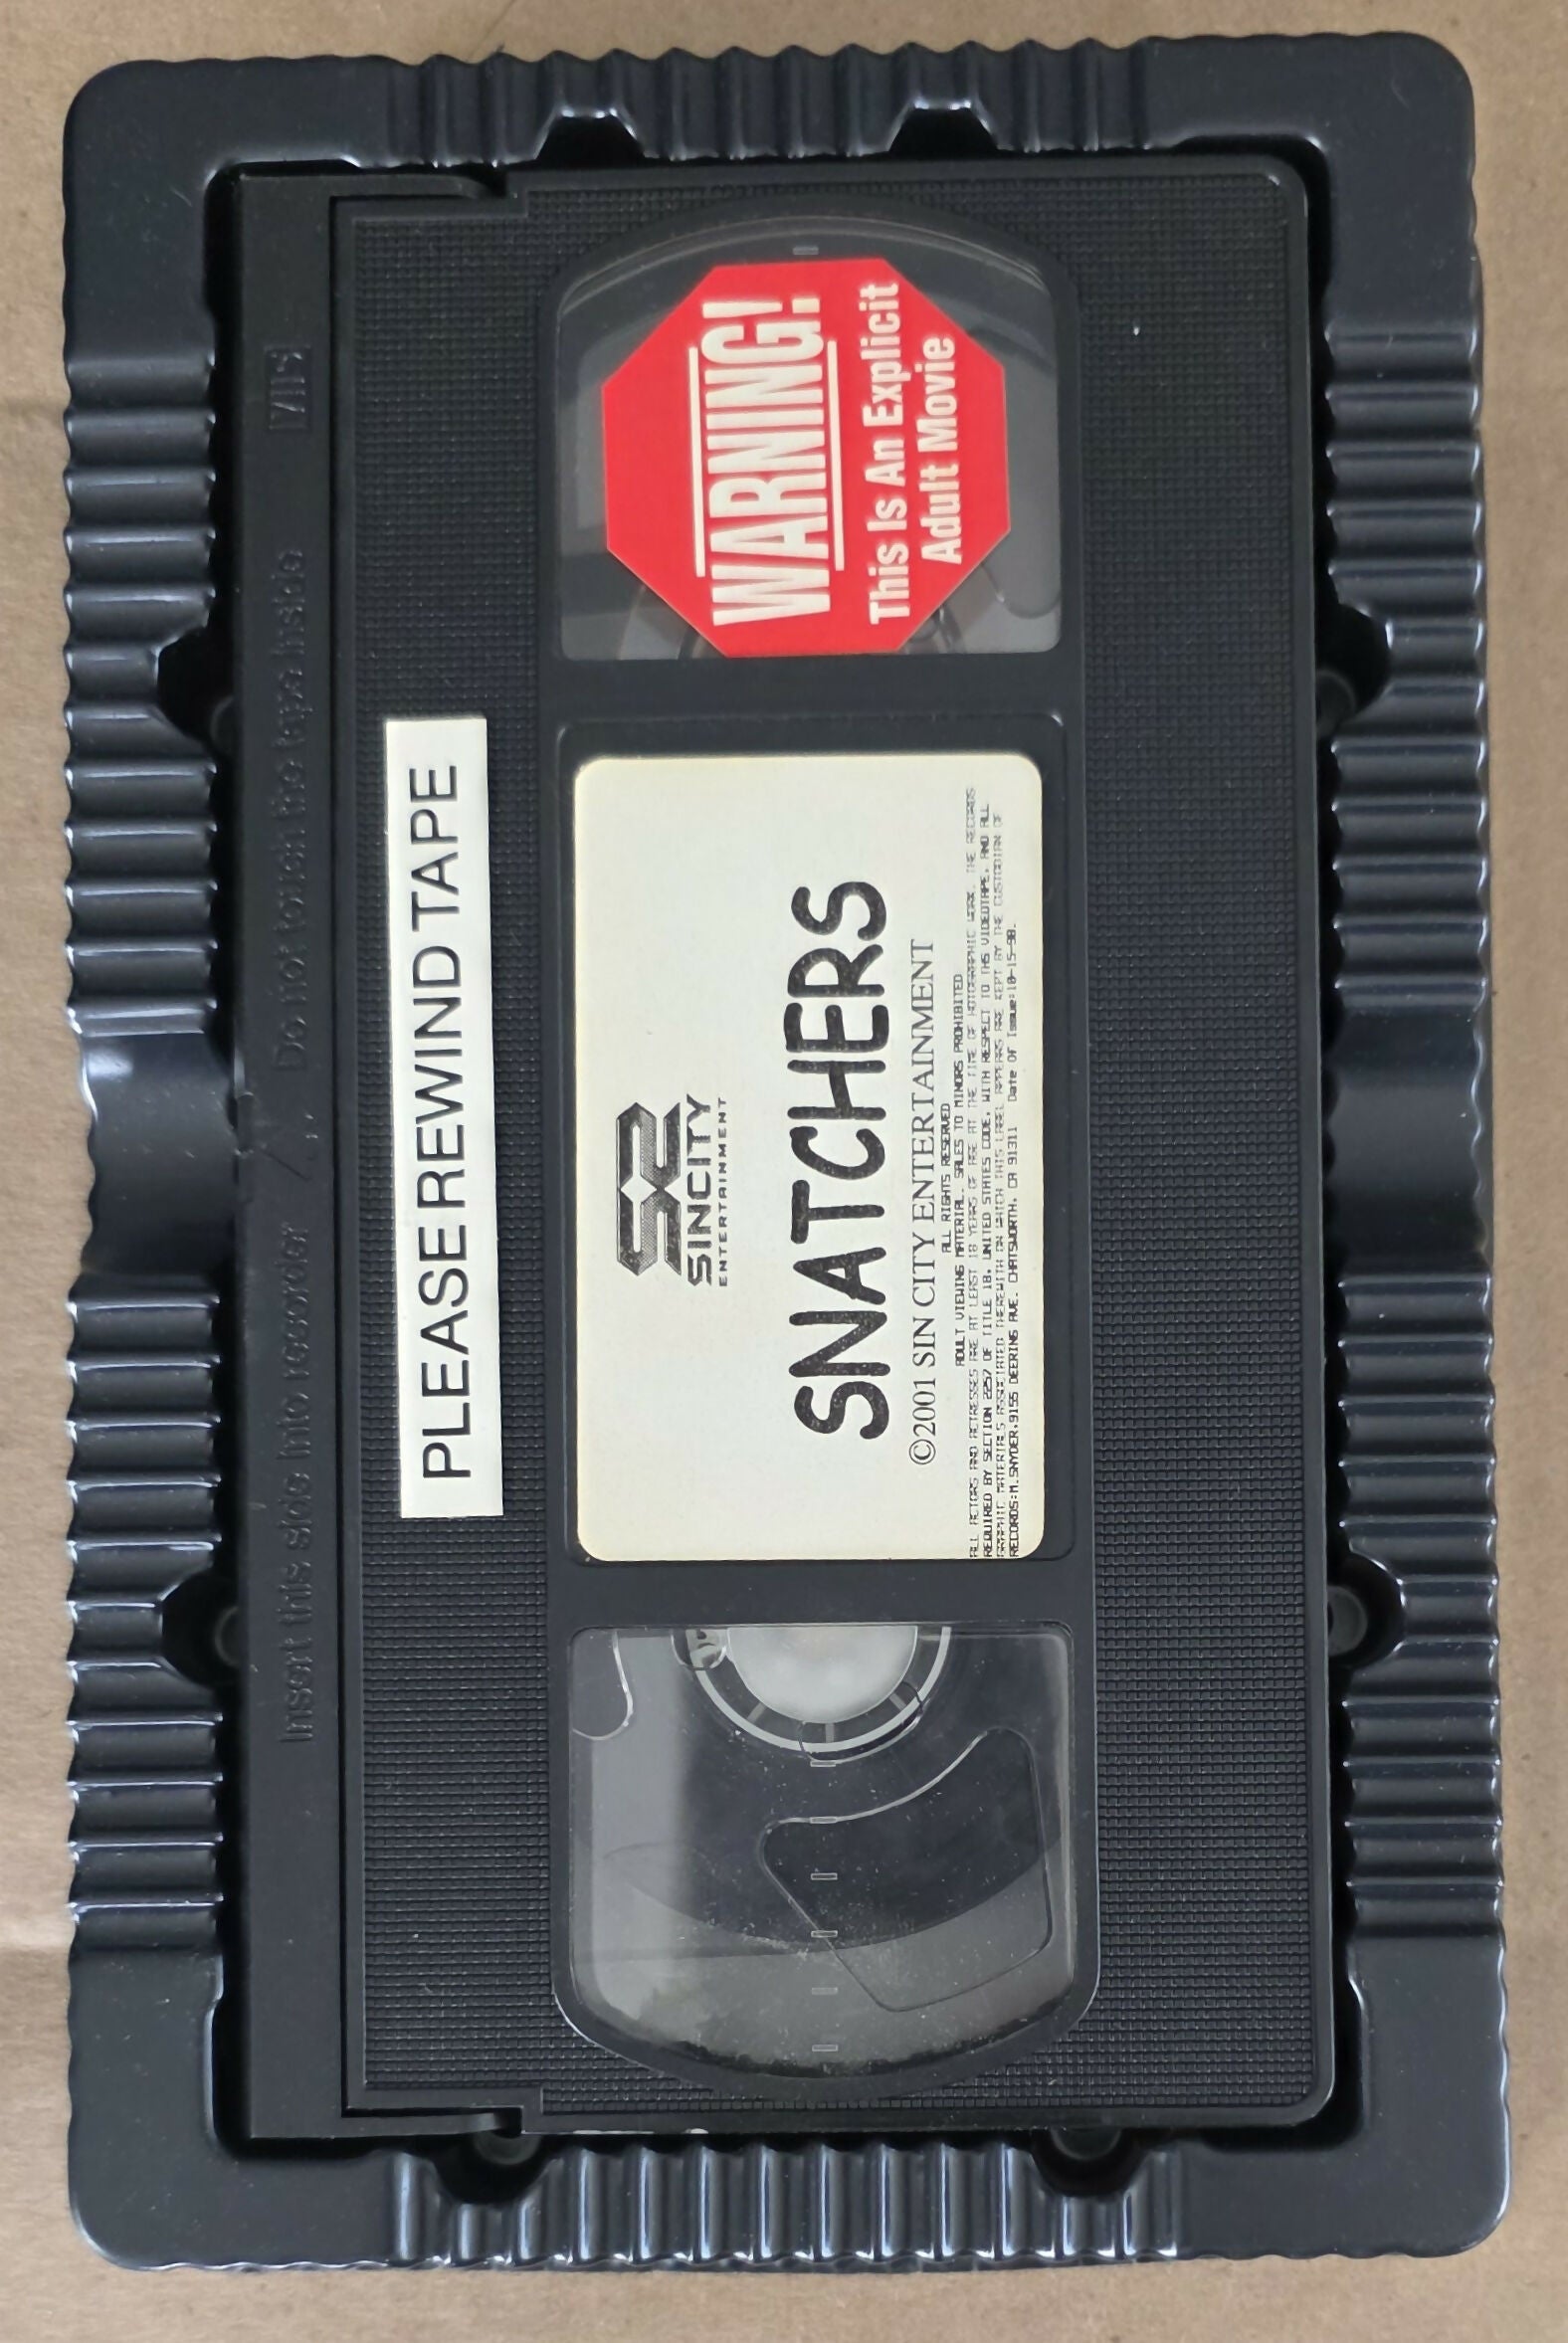 VHS
Insert this side into recorder
Do not touch the tape inside
PLEASE REWIND TAPE
WARNING!
This Is An Explicit
Adult Movie
SINCITY
ENTERTAINMENT
SNATCHERS
©2001 SIN CITY ENTERTAINMENT
ALL RIGHTS RESERVED
ADULT VIEWING MATERIAL. SALES TO MINORS PROHIBITED
ALL ACTORS AND ACTRESSES ARE AT LEAST 18 YEARS OF AGE AT THE TIME OF PHOTOGRAPHIC WORK. THE RECORDS
REQUIRED BY SECTION 2257 OF TITLE 18, UNITED STATES CODE, WITH RESPECT TO THS VIDEOTAPE, AND ALL
GRAPHIC MATERIALS ASSOCIATED THEREWITH ON WHICH THIS LABEL APPEARS ARE KEPT BY THE CUSTODIAN OF
RECORDS:M. SNYDER,9155 DEERING AVE. CHATSWORTH, CA 91311 Date Of Issue:10-15-98.